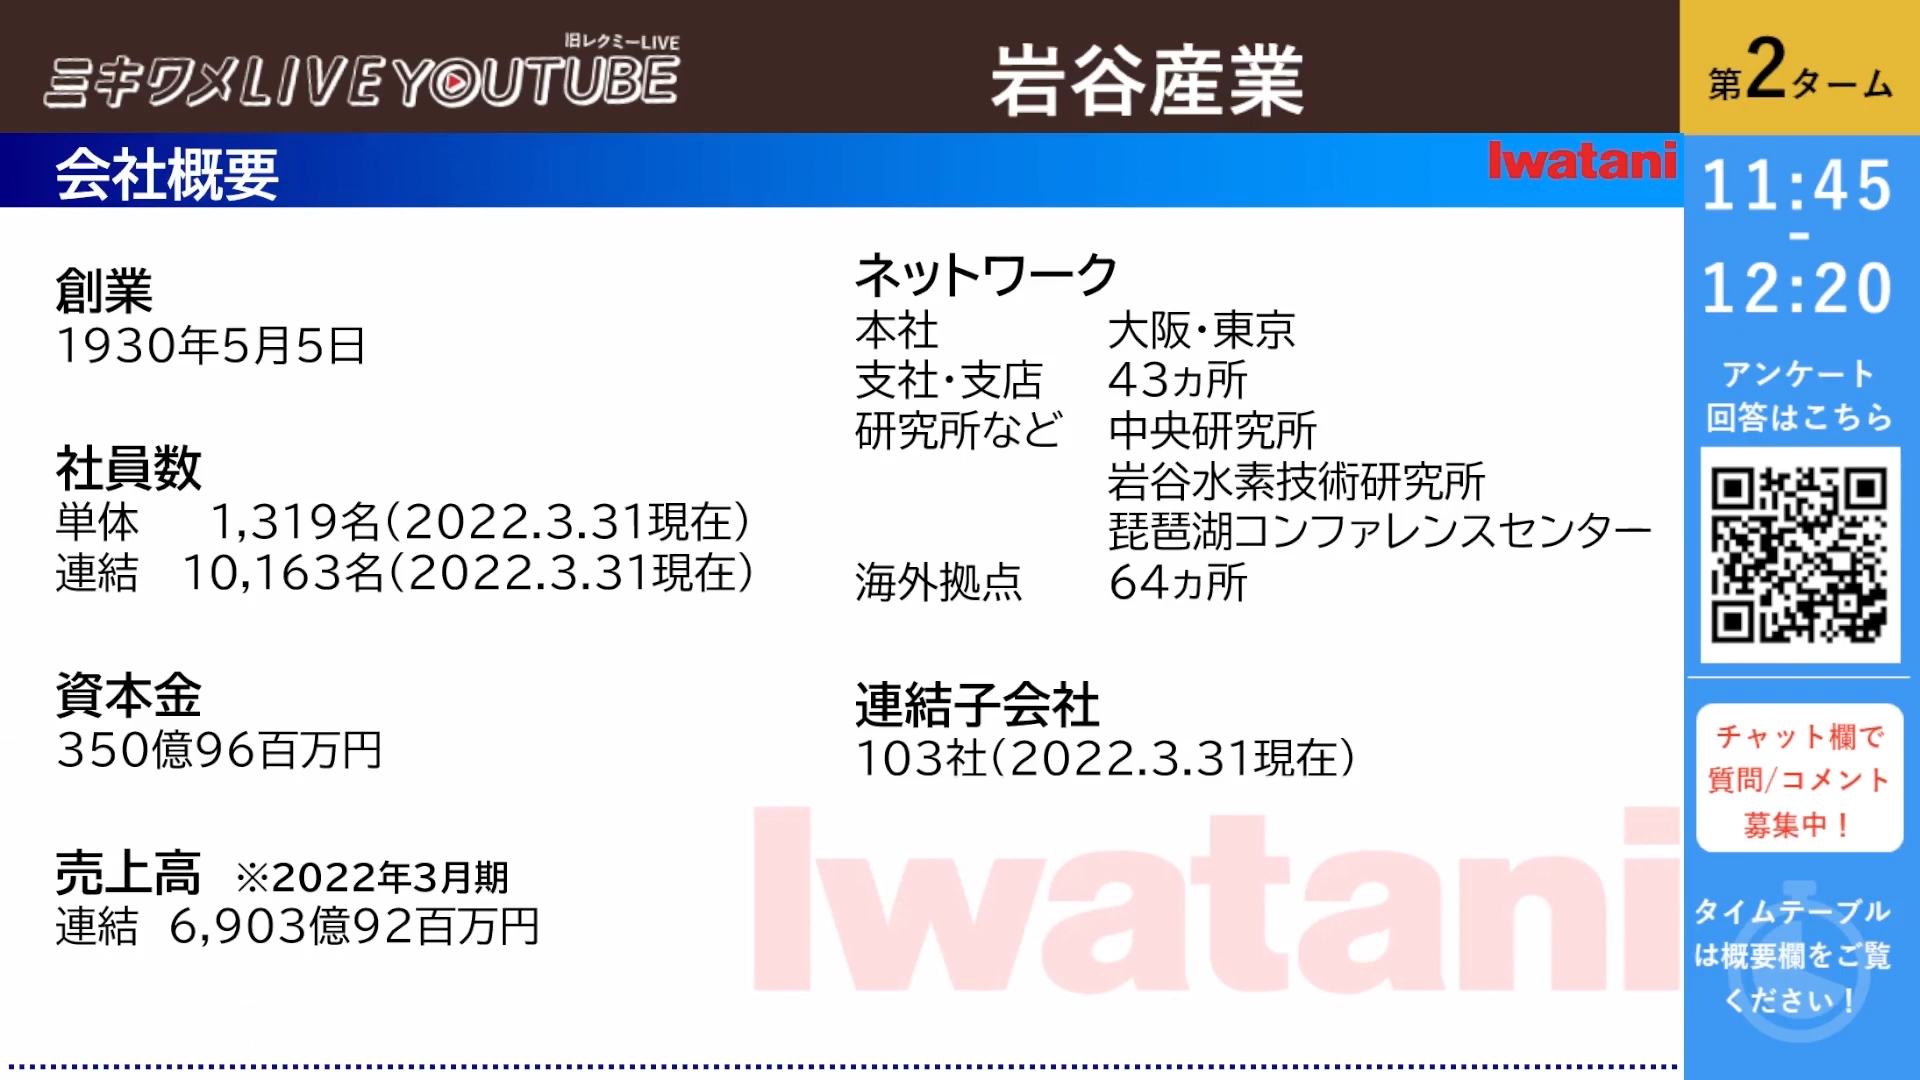 旧レクミーLIVE
ミキワメLIVE YOUTUBE
岩谷産業
第2ターム
会社概要
Iwatani
創業
1930年5月5日
社員数
単体 1,319名(2022.3.31現在)
連結 10,163名(2022.3.31現在)
資本金
350億96百万円
売上高 ※2022年3月期
連結 6,903億92百万円
ネットワーク
本社 大阪・東京
支社・支店 43ヵ所
研究所など 中央研究所
岩谷水素技術研究所
琵琶湖コンファレンスセンター
海外拠点 64ヵ所
連結子会社
103社(2022.3.31現在)
Iwatani
11:45
-
12:20
アンケート
回答はこちら
チャット欄で
質問/コメント
募集中！
タイムテーブル
は概要欄をご覧
ください！